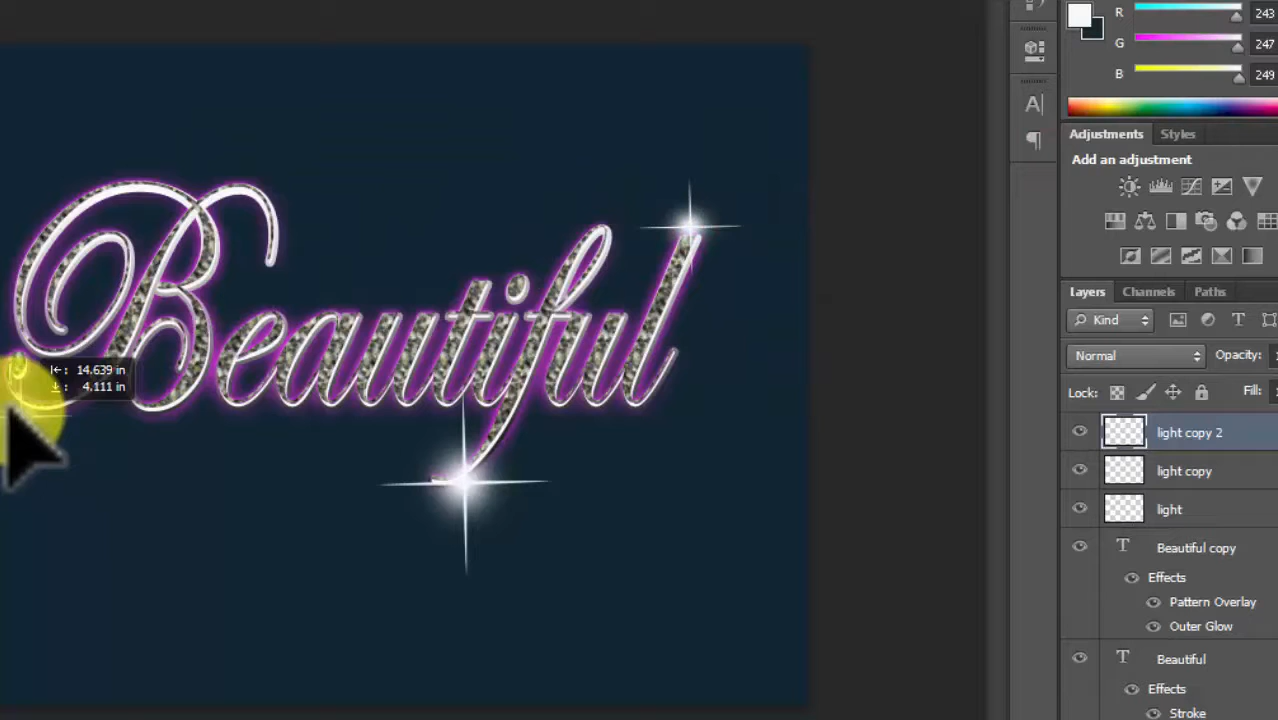 R 243
G 247
B 249
A|
Adjustments Styles
Add an adjustment
Layers Channels Paths
Kind
T
Normal Opacity:
Lock: Fill:
light copy 2
light copy
light
T Beautiful copy
Effects
Pattern Overlay
Outer Glow
T Beautiful
Effects
Stroke
Beautiful
14.639 in
4.111 in